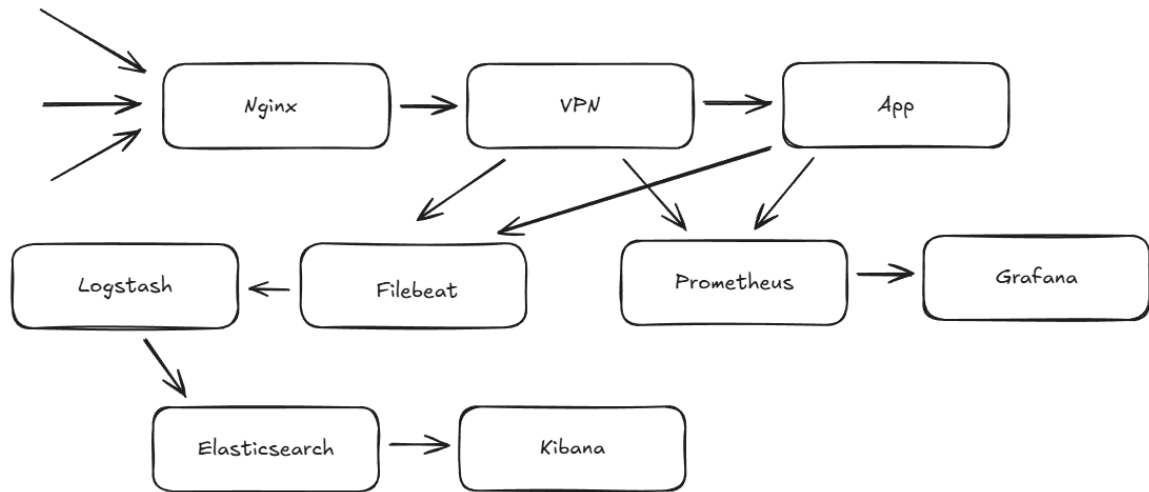 Nginx
VPN
App
Logstash
Filebeat
Prometheus
Grafana
Elasticsearch
Kibana